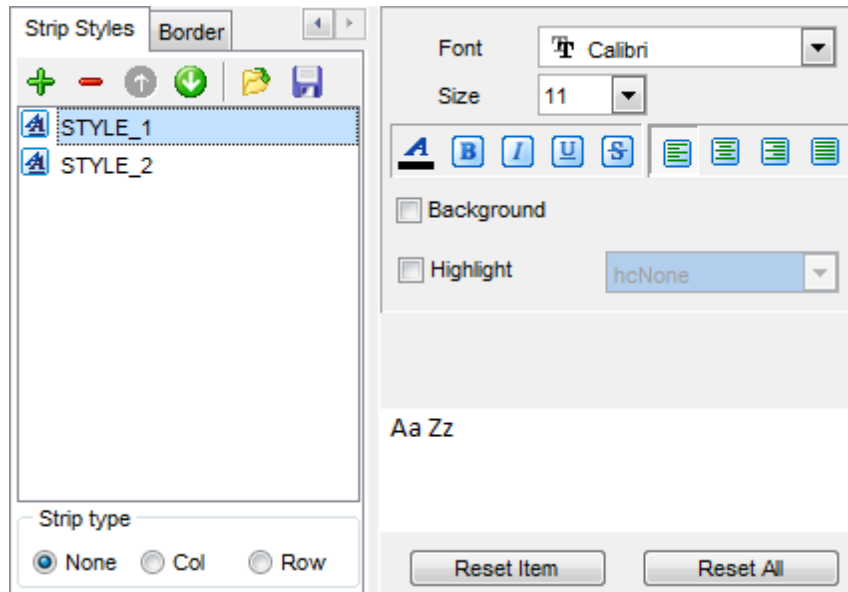 Strip Styles
Border
STYLE_1
STYLE_2
Strip type
None
Col
Row
Font
Calibri
Size
11
A B I U S
Background
Highlight
hcNone
Aa Zz
Reset Item
Reset All